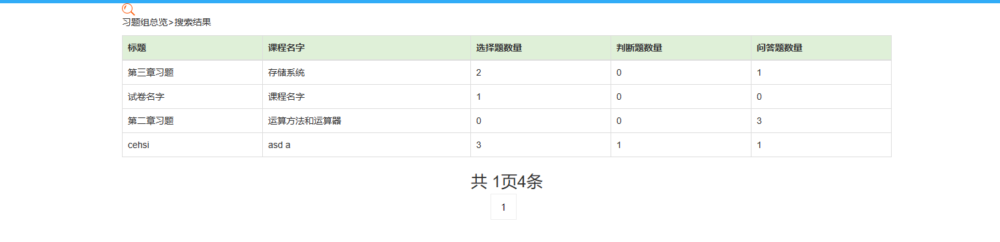 习题组总览>搜索结果
标题 课程名字 选择题数量 判断题数量 问答题数量
第三章习题 存储系统 2 0 1
试卷名字 课程名字 1 0 0
第二章习题 运算方法和运算器 0 0 3
cehsi asd a 3 1 1
共 1页4条
1